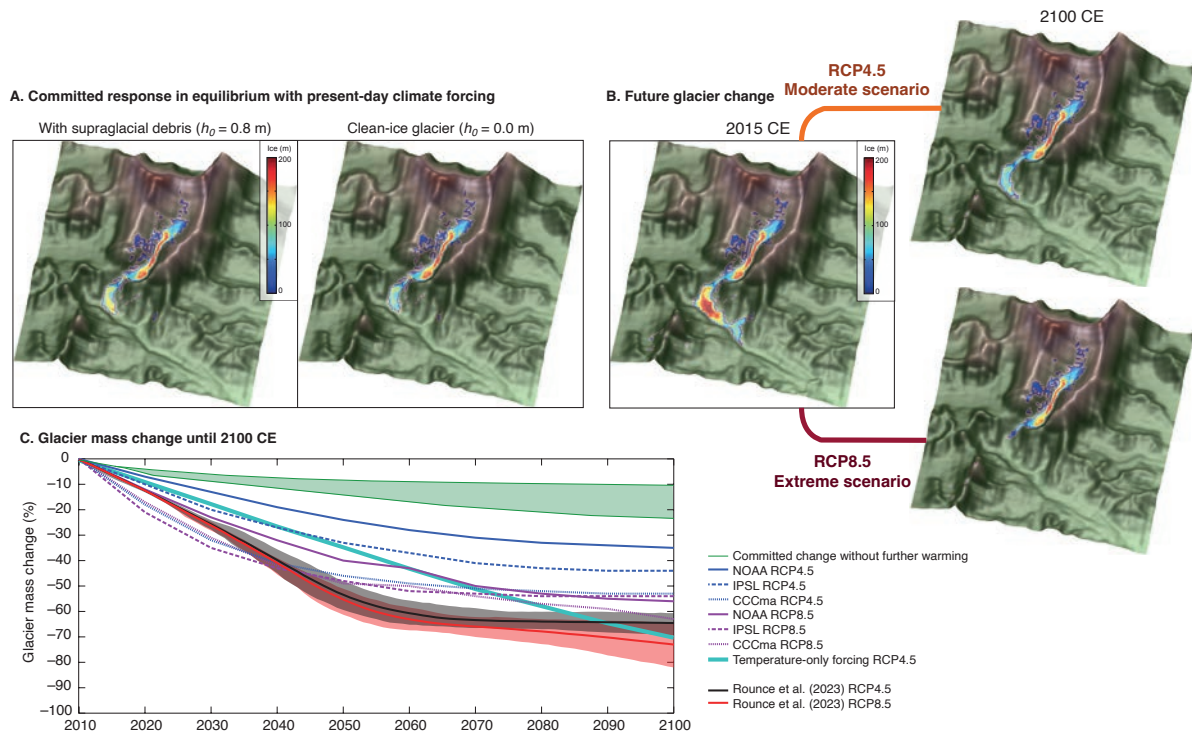 A. Committed response in equilibrium with present-day climate forcing
With supraglacial debris (h0 = 0.8 m)
Clean-ice glacier (h0 = 0.0 m)
Ice (m)
200
100
0
B. Future glacier change
2015 CE
Ice (m)
200
100
0
RCP4.5
Moderate scenario
2100 CE
RCP8.5
Extreme scenario
C. Glacier mass change until 2100 CE
Glacier mass change (%)
0
−10
−20
−30
−40
−50
−60
−70
−80
−90
−100
2010 2020 2030 2040 2050 2060 2070 2080 2090 2100
Committed change without further warming
NOAA RCP4.5
IPSL RCP4.5
CCCma RCP4.5
NOAA RCP8.5
IPSL RCP8.5
CCCma RCP8.5
Temperature-only forcing RCP4.5
Rounce et al. (2023) RCP4.5
Rounce et al. (2023) RCP8.5